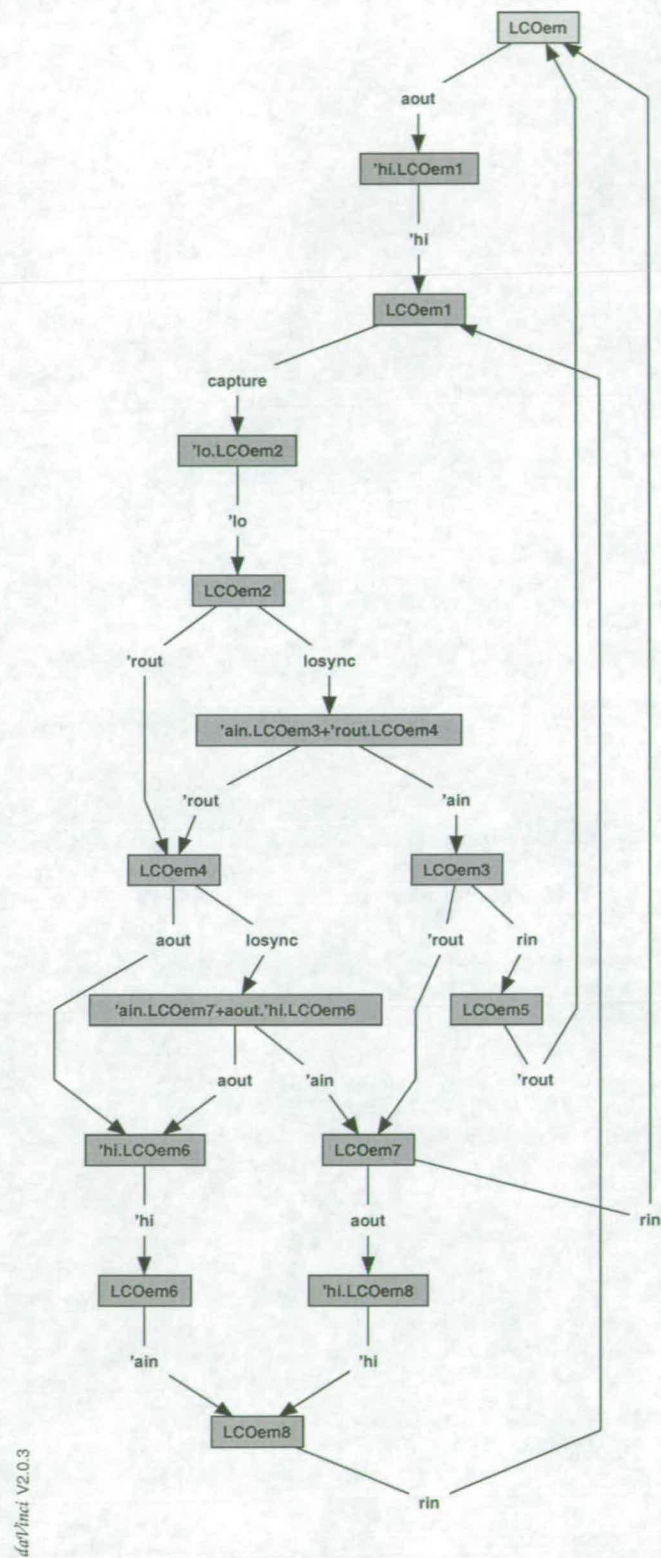 LCOem
aout
'hi.LCOem1
'hi
LCOem1
capture
'lo.LCOem2
'lo
LCOem2
'rout losync
'ain.LCOem3+'rout.LCOem4
'rout 'ain
LCOem4 LCOem3
aout losync 'rout rin
'ain.LCOem7+aout.'hi.LCOem6 LCOem5
aout 'ain 'rout
'hi.LCOem6 LCOem7
'hi aout rin
LCOem6 'hi.LCOem8
'ain 'hi
LCOem8
rin
daVinci V2.0.3